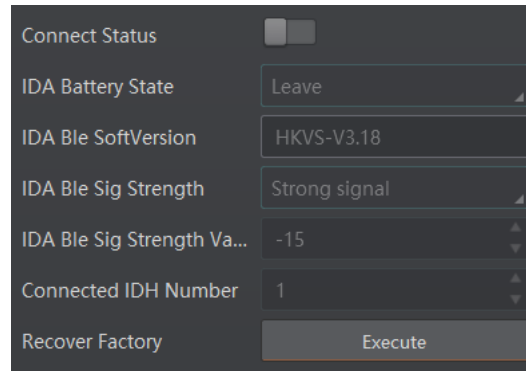 Connect Status
IDA Battery State Leave
IDA Ble SoftVersion HKVS-V3.18
IDA Ble Sig Strength Strong signal
IDA Ble Sig Strength Va... -15
Connected IDH Number 1
Recover Factory Execute